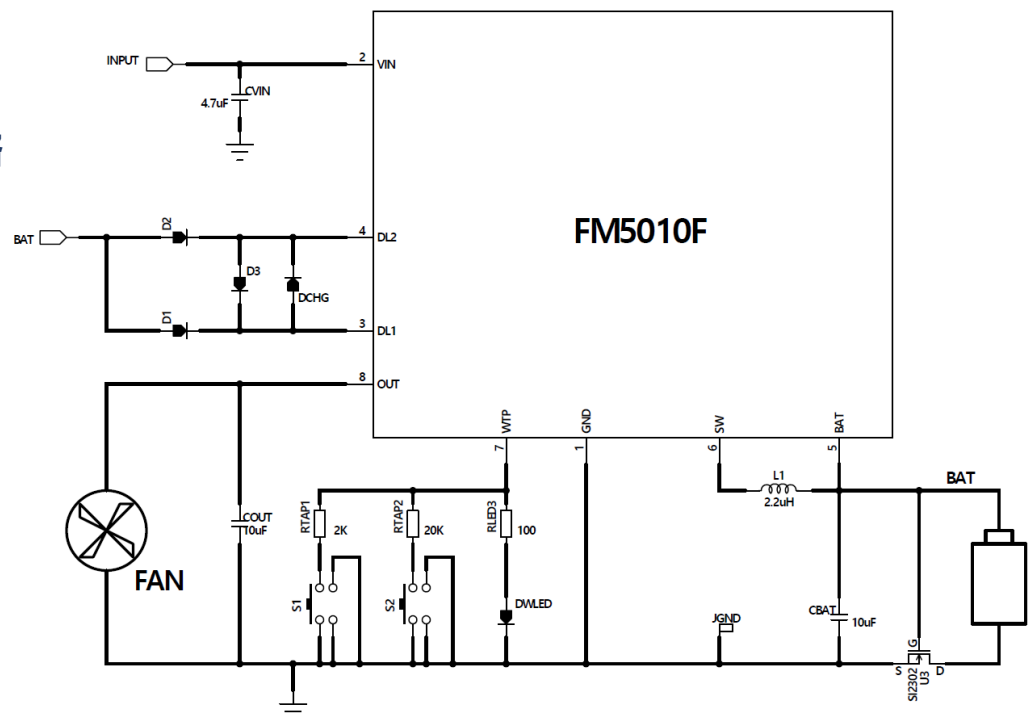 INPUT
2
VIN
CVIN
4.7uF
FM5010F
D2
BAT
4
DL2
D3
DCHG
D1
3
DL1
8
OUT
WTP
GND
SW
BAT
7
1
6
5
L1
2.2uH
BAT
COUT
10uF
RTAP1
2K
RTAP2
20K
RLED3
100
FAN
S1
S2
DWLED
JGND
CBAT
10uF
G
S
D
SI2302
U3